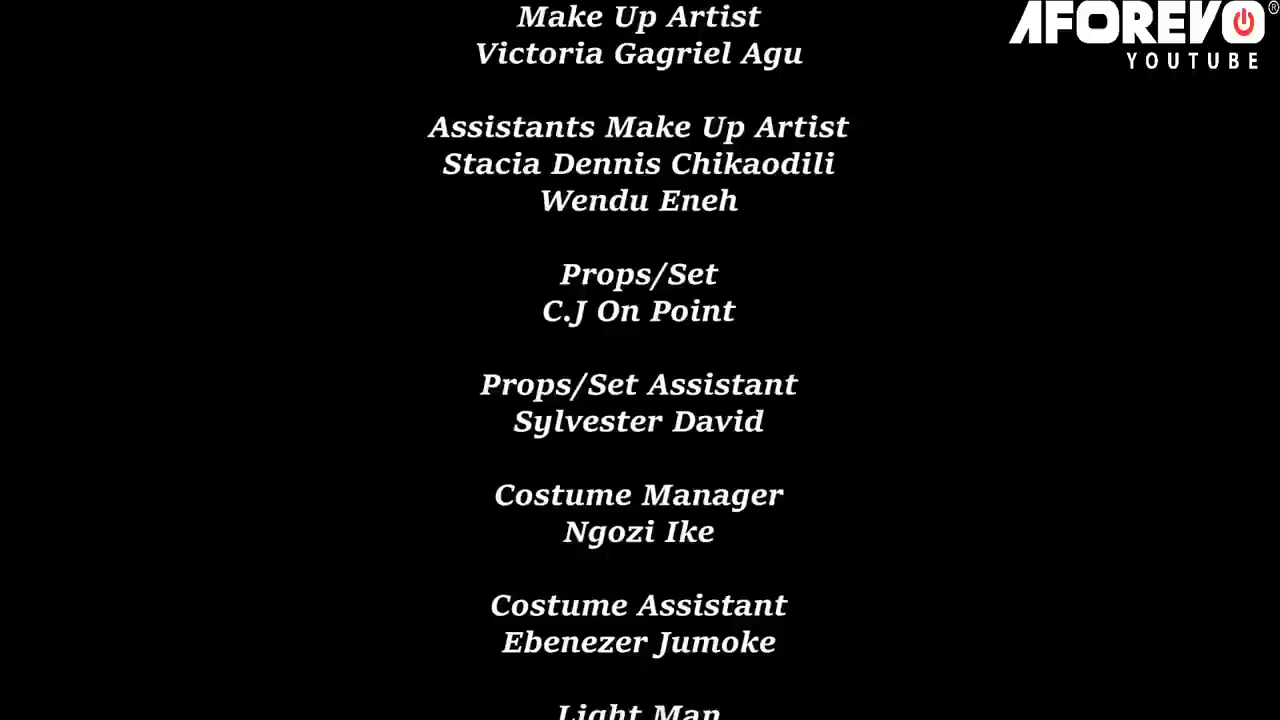 Make Up Artist
Victoria Gagriel Agu
Assistants Make Up Artist
Stacia Dennis Chikaodili
Wendu Eneh
Props/Set
C.J On Point
Props/Set Assistant
Sylvester David
Costume Manager
Ngozi Ike
Costume Assistant
Ebenezer Jumoke
Light Man
AFOREVO®
YOUTUBE